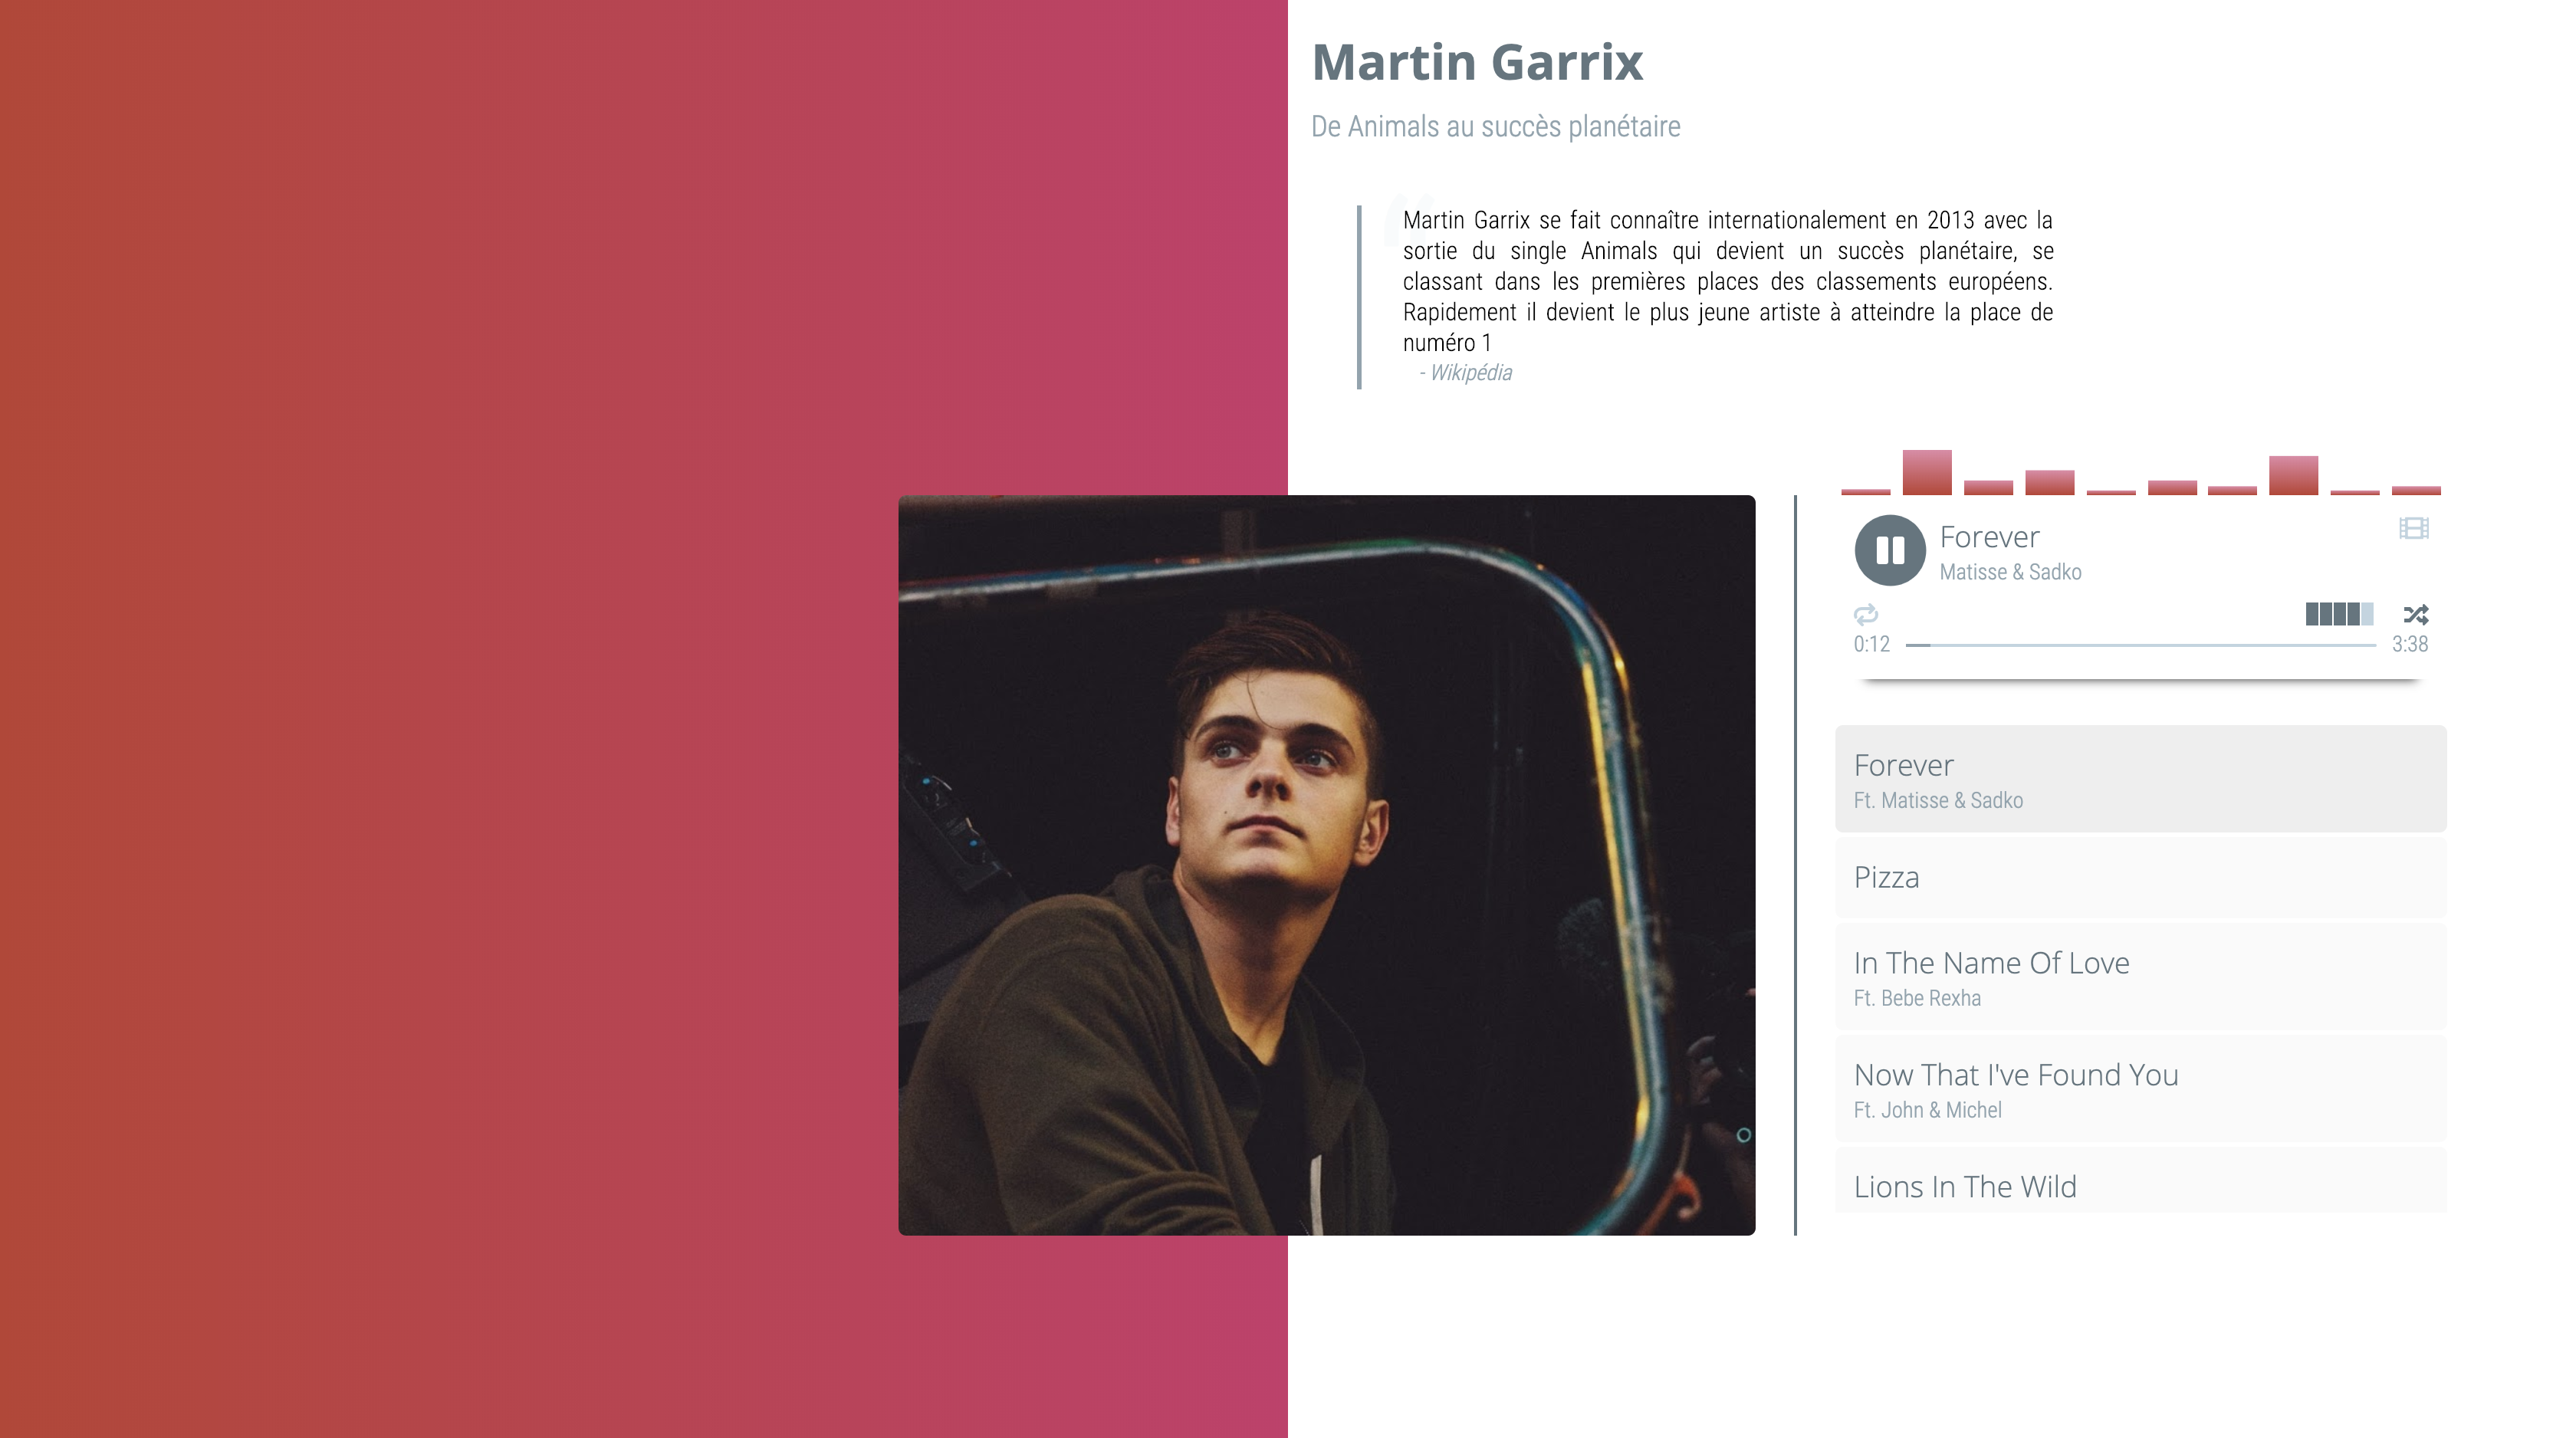 Martin Garrix
De Animals au succès planétaire
Martin Garrix se fait connaître internationalement en 2013 avec la
sortie du single Animals qui devient un succès planétaire, se
classant dans les premières places des classements européens.
Rapidement il devient le plus jeune artiste à atteindre la place de
numéro 1
- Wikipédia
Forever
Matisse & Sadko
0:12
3:38
Forever
Ft. Matisse & Sadko
Pizza
In The Name Of Love
Ft. Bebe Rexha
Now That I've Found You
Ft. John & Michel
Lions In The Wild